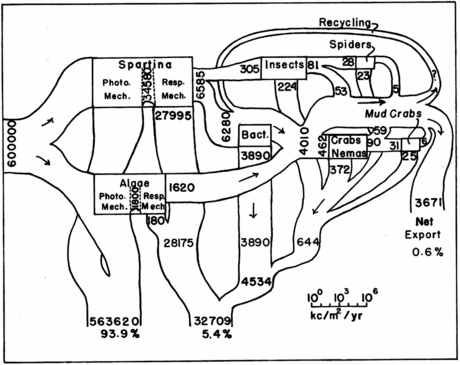 Recycling
Spiders
Spartina
Photo.
Mech.
34580
Resp.
Mech.
6585
305
Insects
81
28
23
5
?
224
53
27995
6280
Mud Crabs
600000
Bact.
3890
4010
462
Crabs
Nemas
59
90
31
25
372
Algae
Photo.
Mech.
1800
Resp.
Mech
1620
180
3671
Net
Export
0.6%
28175
3890
644
4534
10⁰ 10³ 10⁶
kc/m²/yr
563620
93.9%
32709
5.4%